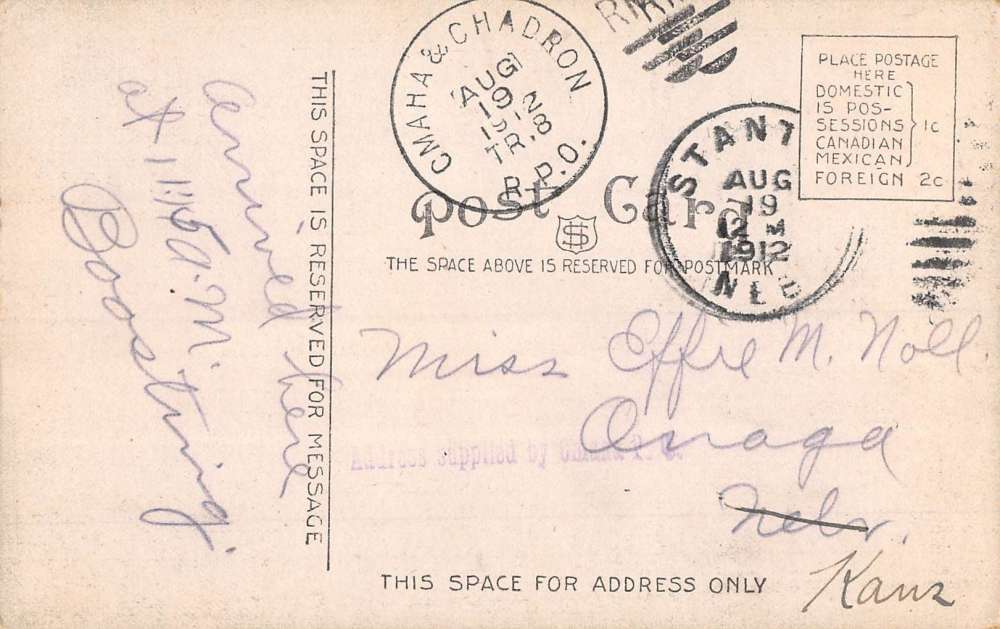 OMAHA & CHADRON
AUG
19
1912
TR.8
R.P.O.
STANT
AUG
19
12 M
1912
NEB
PLACE POSTAGE
HERE
DOMESTIC
IS POS-
SESSIONS
CANADIAN
MEXICAN
1c
FOREIGN 2c
Post Card
THE SPACE ABOVE IS RESERVED FOR POSTMARK
THIS SPACE IS RESERVED FOR MESSAGE
arrived here
at 11:15 a.M.
Boosting.
Miss Effie M. Noll.
Onaga
Address supplied by Omaha P. O.
Nebr.
Kans
THIS SPACE FOR ADDRESS ONLY